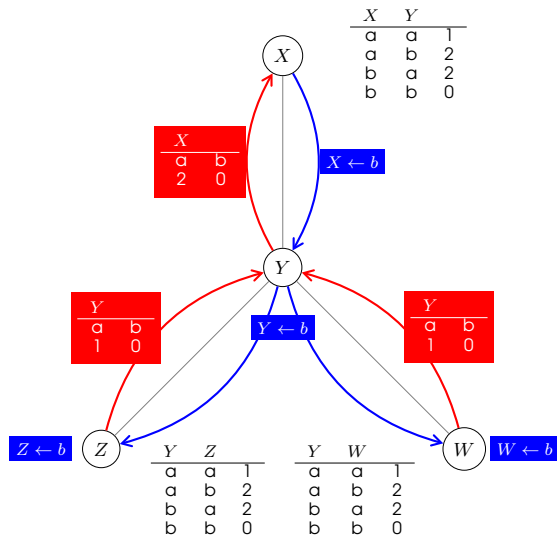 X Y
a a 1
a b 2
b a 2
b b 0
X
X
a b
2 0
X ← b
Y
Y
a b
1 0
Y ← b
Y
a b
1 0
Z ← b
Z
W
W ← b
Y Z
a a 1
a b 2
b a 2
b b 0
Y W
a a 1
a b 2
b a 2
b b 0